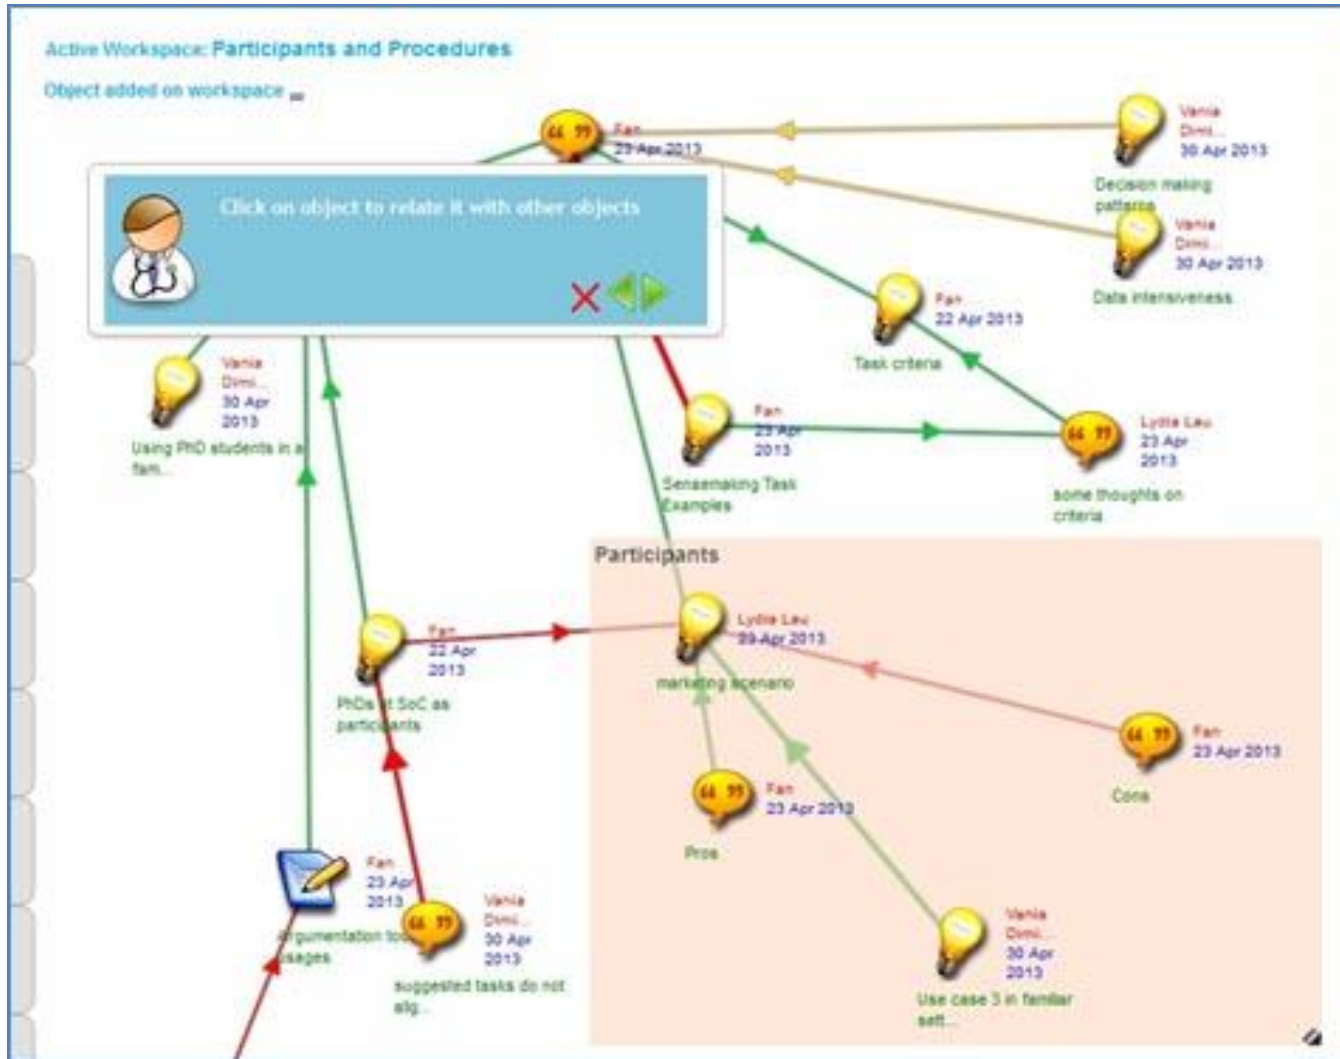 Active Workspace: Participants and Procedures
Object added on workspace
Fan
23 Apr 2013
Vania
Dimi...
30 Apr 2013
Decision making
patterns
Click on object to relate it with other objects
Vania
Dimi...
30 Apr 2013
Data intensiveness
Fan
22 Apr 2013
Task criteria
Vania
Dimi...
30 Apr
2013
Using PhD students in a
fam...
Fan
23 Apr
2013
Sensemaking Task
Examples
Lydia Lau
23 Apr
2013
some thoughts on
criteria
Participants
Fan
22 Apr
2013
PhDs at SoC as
participants
Lydia Lau
Apr 2013
marketing scenario
Fan
23 Apr 2013
Cons
Fan
23 Apr 2013
Pros
Fan
23 Apr
2013
Argumentation
usages
Vania
Dimi...
30 Apr
2013
suggested tasks do not
alig...
Vania
Dimi...
30 Apr
2013
Use case 3 in familiar
sett...